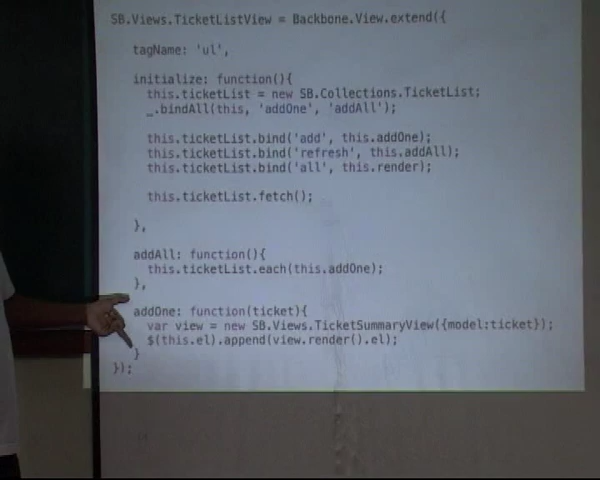 SB.Views.TicketListView = Backbone.View.extend({
tagName: 'ul',
initialize: function(){
this.ticketList = new SB.Collections.TicketList;
_.bindAll(this, 'addOne', 'addAll');
this.ticketList.bind('add', this.addOne);
this.ticketList.bind('refresh', this.addAll);
this.ticketList.bind('all', this.render);
this.ticketList.fetch();
},
addAll: function(){
this.ticketList.each(this.addOne);
},
addOne: function(ticket){
var view = new SB.Views.TicketSummaryView({model:ticket});
$(this.el).append(view.render().el);
}
});